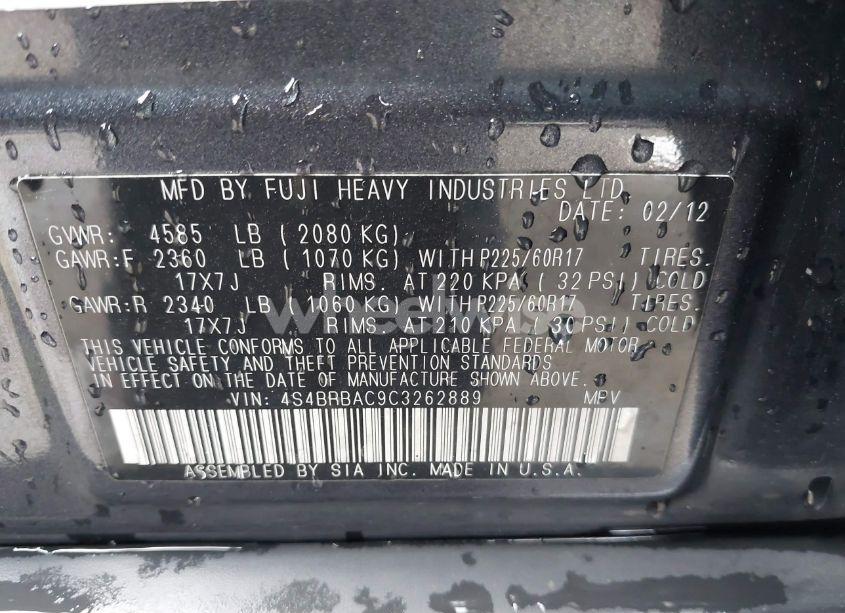 MFD BY FUJI HEAVY INDUSTRIES LTD.
DATE: 02/12
GVWR: 4585 LB ( 2080 KG)
GAWR:F 2360 LB ( 1070 KG) WITH P225/60R17 TIRES.
17X7J RIMS. AT 220 KPA ( 32 PSI) COLD
GAWR:R 2340 LB ( 1060 KG) WITH P225/60R17 TIRES.
17X7J RIMS. AT 210 KPA ( 30 PSI) COLD
THIS VEHICLE CONFORMS TO ALL APPLICABLE FEDERAL MOTOR
VEHICLE SAFETY AND THEFT PREVENTION STANDARDS
IN EFFECT ON THE DATE OF MANUFACTURE SHOWN ABOVE.
VIN: 4S4BRBAC9C3262889 MPV
ASSEMBLED BY SIA INC. MADE IN U.S.A.